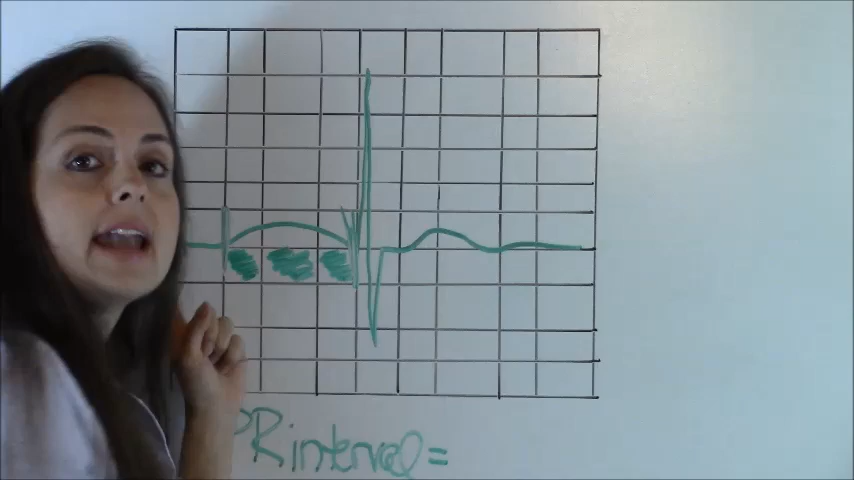 PR interval =